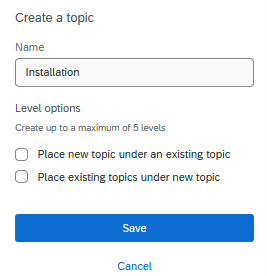 Create a topic
Name
Installation
Level options
Create up to a maximum of 5 levels
Place new topic under an existing topic
Place existing topics under new topic
Save
Cancel